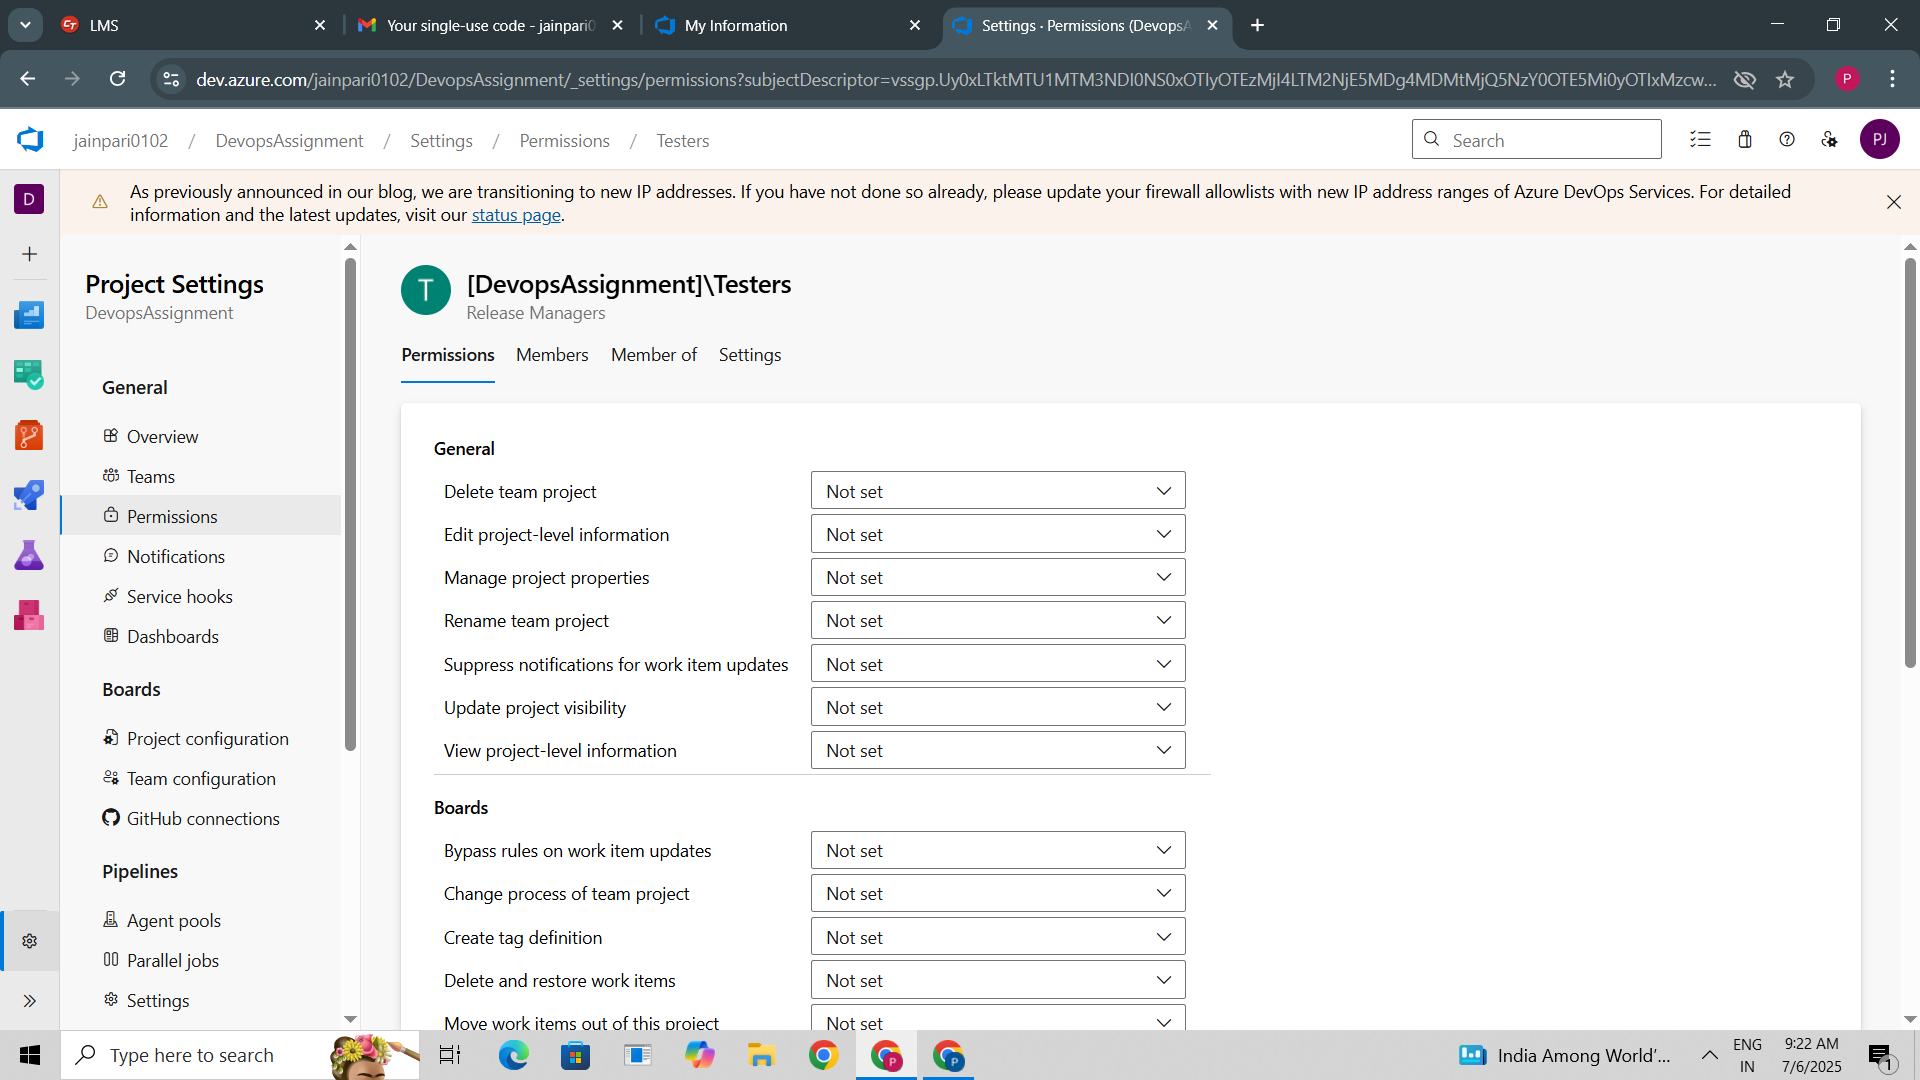 LMS
Your single-use code - jainpari0
My Information
Settings · Permissions (DevopsA
dev.azure.com/jainpari0102/DevopsAssignment/_settings/permissions?subjectDescriptor=vssgp.Uy0xLTktMTU1MTM3NDI0NS0xOTIyOTEzMjI4LTM2NjE5MDg4MDMtMjQ5NzY0OTE5Mi0yOTIxMzcw...
P
jainpari0102 / DevopsAssignment / Settings / Permissions / Testers
Search
PJ
D
As previously announced in our blog, we are transitioning to new IP addresses. If you have not done so already, please update your firewall allowlists with new IP address ranges of Azure DevOps Services. For detailed
information and the latest updates, visit our status page.
Project Settings
DevopsAssignment
General
Overview
Teams
Permissions
Notifications
Service hooks
Dashboards
Boards
Project configuration
Team configuration
GitHub connections
Pipelines
Agent pools
Parallel jobs
Settings
T
[DevopsAssignment]\Testers
Release Managers
Permissions Members Member of Settings
General
Delete team project Not set
Edit project-level information Not set
Manage project properties Not set
Rename team project Not set
Suppress notifications for work item updates Not set
Update project visibility Not set
View project-level information Not set
Boards
Bypass rules on work item updates Not set
Change process of team project Not set
Create tag definition Not set
Delete and restore work items Not set
Move work items out of this project Not set
Type here to search
P
P
India Among World'...
ENG
IN
9:22 AM
7/6/2025
1